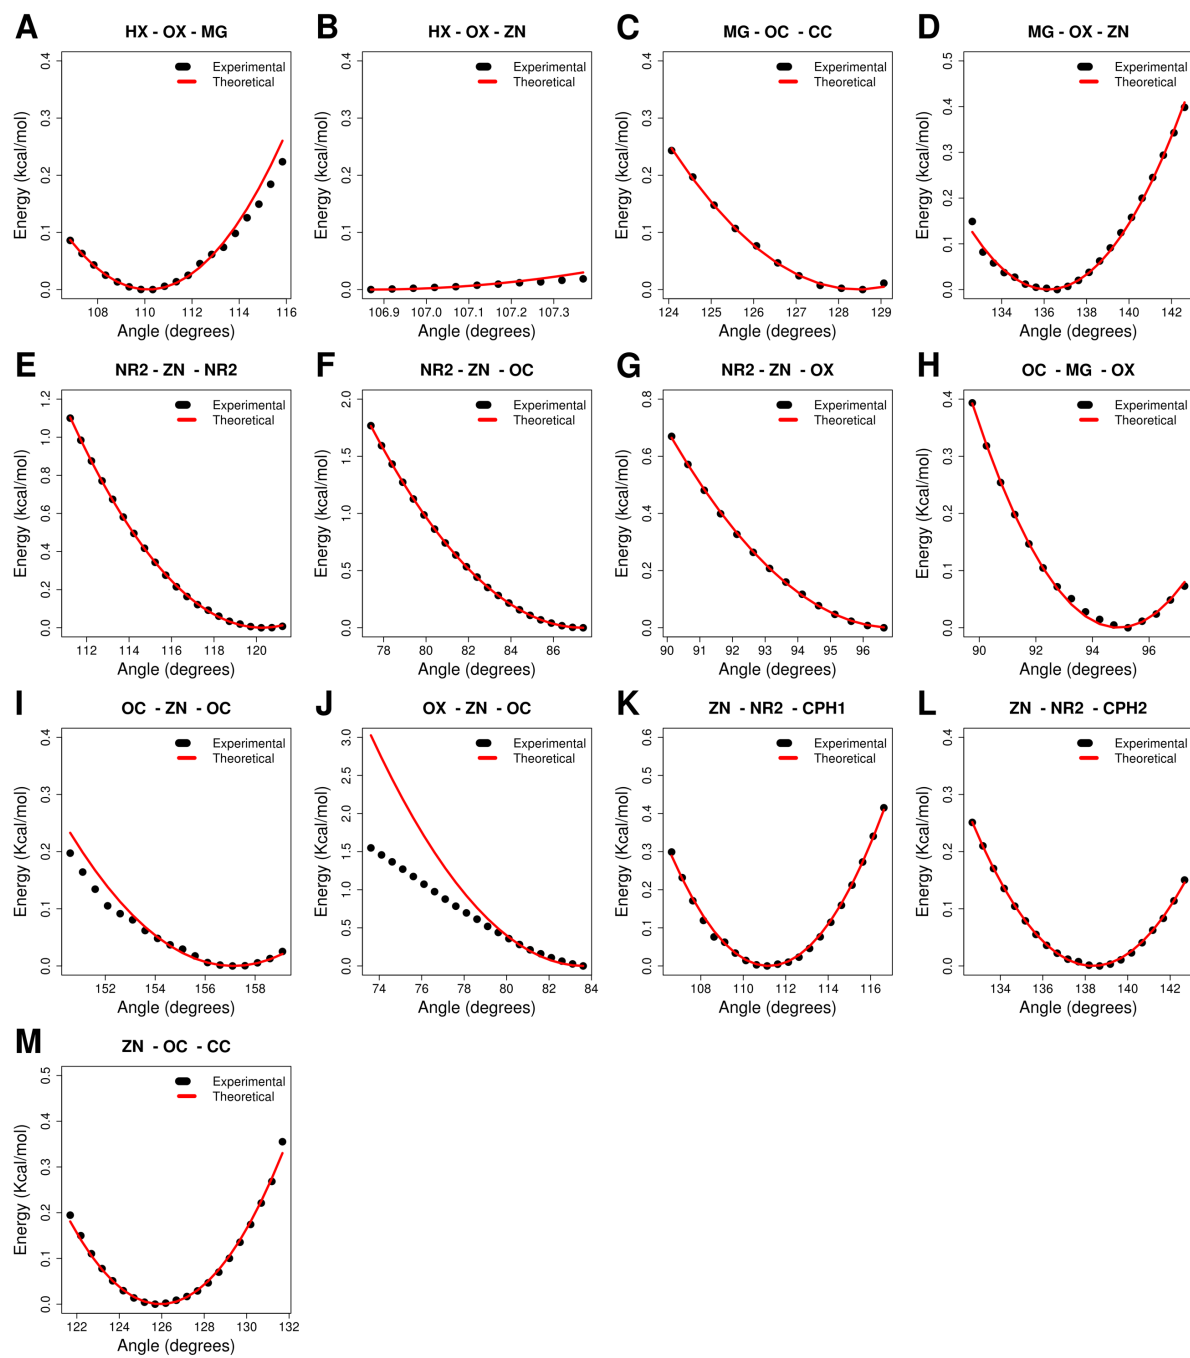 A
HX - OX - MG
Experimental
Theoretical
Energy (kcal/mol)
0.0 0.1 0.2 0.3 0.4
108 110 112 114 116
Angle (degrees)
B
HX - OX - ZN
Experimental
Theoretical
Energy (kcal/mol)
0.0 0.1 0.2 0.3 0.4
106.9 107.0 107.1 107.2 107.3
Angle (degrees)
C
MG - OC - CC
Experimental
Theoretical
Energy (kcal/mol)
0.0 0.1 0.2 0.3 0.4
124 125 126 127 128 129
Angle (degrees)
D
MG - OX - ZN
Experimental
Theoretical
Energy (kcal/mol)
0.0 0.1 0.2 0.3 0.4 0.5
134 136 138 140 142
Angle (degrees)
E
NR2 - ZN - NR2
Experimental
Theoretical
Energy (kcal/mol)
0.0 0.2 0.4 0.6 0.8 1.0 1.2
112 114 116 118 120
Angle (degrees)
F
NR2 - ZN - OC
Experimental
Theoretical
Energy (kcal/mol)
0.0 0.5 1.0 1.5 2.0
78 80 82 84 86
Angle (degrees)
G
NR2 - ZN - OX
Experimental
Theoretical
Energy (kcal/mol)
0.0 0.2 0.4 0.6 0.8
90 91 92 93 94 95 96
Angle (degrees)
H
OC - MG - OX
Experimental
Theoretical
Energy (Kcal/mol)
0.0 0.1 0.2 0.3 0.4
90 92 94 96
Angle (degrees)
I
OC - ZN - OC
Experimental
Theoretical
Energy (Kcal/mol)
0.0 0.1 0.2 0.3 0.4
152 154 156 158
Angle (degrees)
J
OX - ZN - OC
Experimental
Theoretical
Energy (Kcal/mol)
0.0 0.5 1.0 1.5 2.0 2.5 3.0
74 76 78 80 82 84
Angle (degrees)
K
ZN - NR2 - CPH1
Experimental
Theoretical
Energy (Kcal/mol)
0.0 0.1 0.2 0.3 0.4 0.5 0.6
108 110 112 114 116
Angle (degrees)
L
ZN - NR2 - CPH2
Experimental
Theoretical
Energy (Kcal/mol)
0.0 0.1 0.2 0.3 0.4
134 136 138 140 142
Angle (degrees)
M
ZN - OC - CC
Experimental
Theoretical
Energy (Kcal/mol)
0.0 0.1 0.2 0.3 0.4 0.5
122 124 126 128 130 132
Angle (degrees)